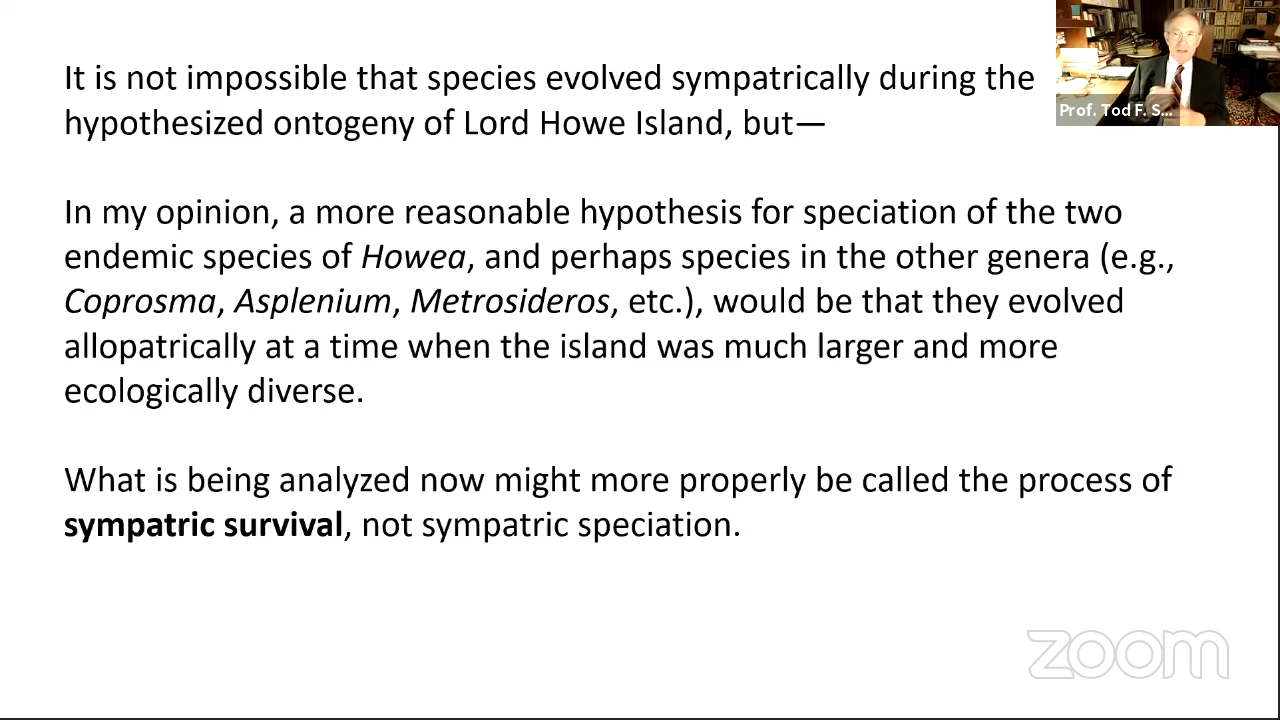 It is not impossible that species evolved sympatrically during the
hypothesized ontogeny of Lord Howe Island, but—
In my opinion, a more reasonable hypothesis for speciation of the two
endemic species of Howea, and perhaps species in the other genera (e.g.,
Coprosma, Asplenium, Metrosideros, etc.), would be that they evolved
allopatrically at a time when the island was much larger and more
ecologically diverse.
What is being analyzed now might more properly be called the process of
sympatric survival, not sympatric speciation.
Prof. Tod F. S...
zoom